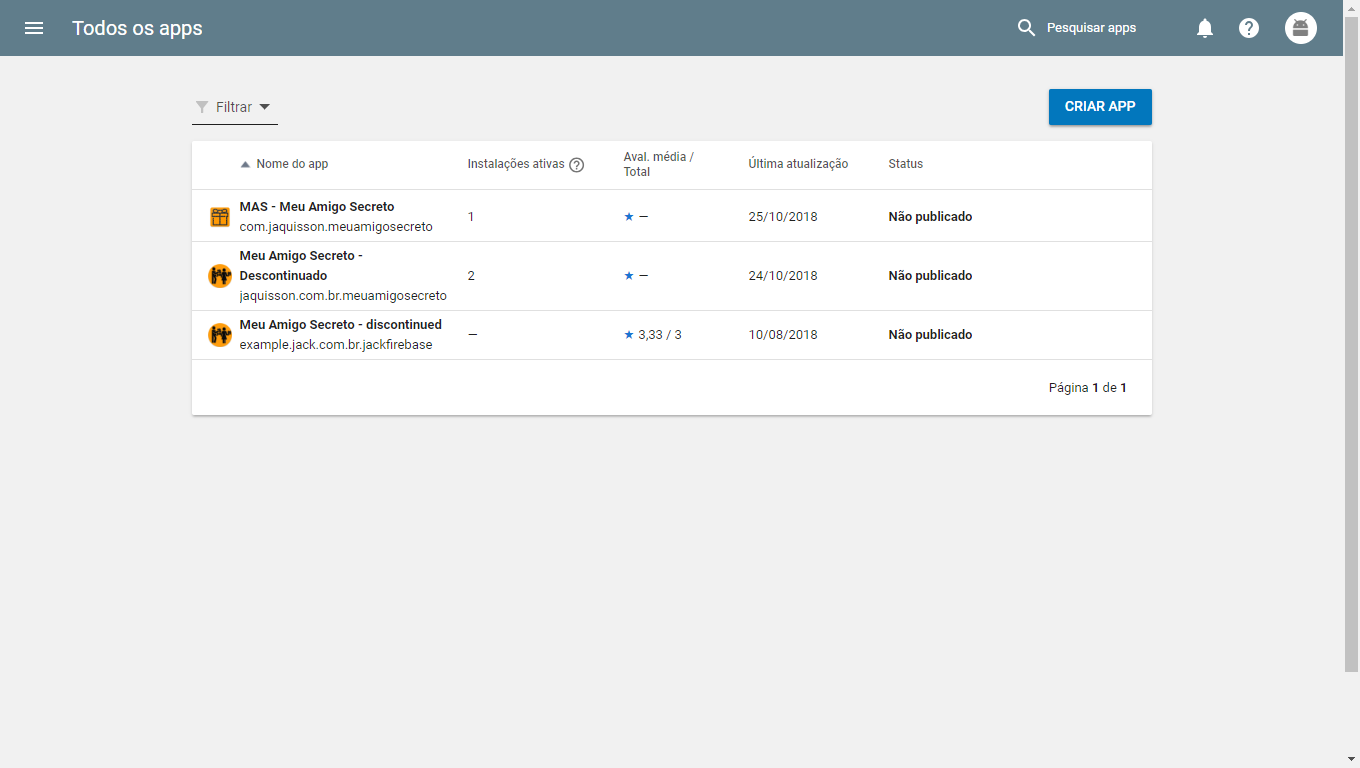 Todos os apps
Pesquisar apps
Filtrar
CRIAR APP
Nome do app
Instalações ativas
Aval. média /
Total
Última atualização
Status
MAS - Meu Amigo Secreto
com.jaquisson.meuamigosecreto
1
—
25/10/2018
Não publicado
Meu Amigo Secreto -
Descontinuado
jaquisson.com.br.meuamigosecreto
2
—
24/10/2018
Não publicado
Meu Amigo Secreto - discontinued
example.jack.com.br.jackfirebase
—
3,33 / 3
10/08/2018
Não publicado
Página 1 de 1